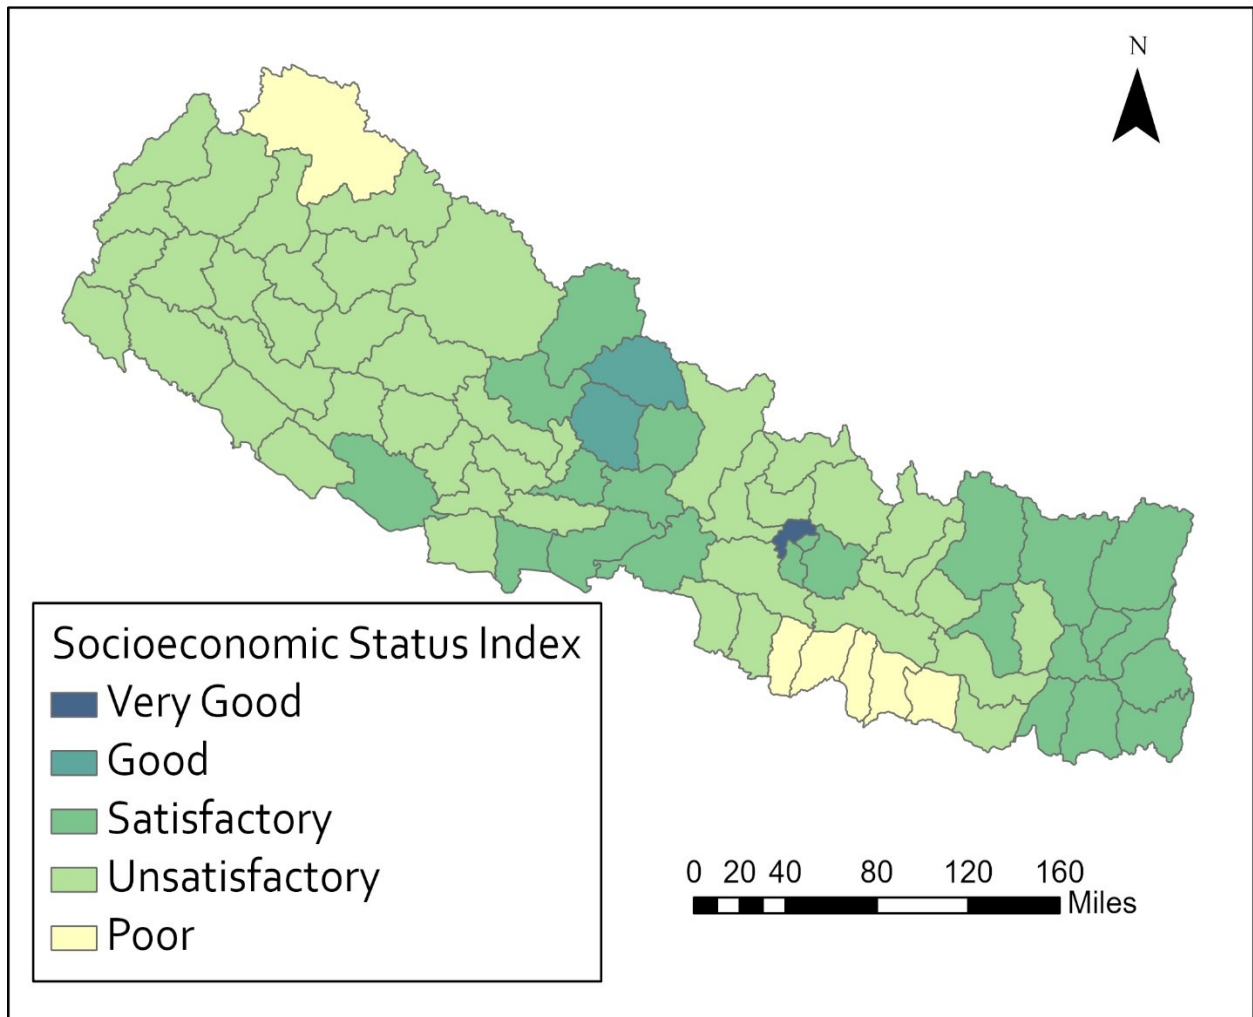 N
Socioeconomic Status Index
Very Good
Good
Satisfactory
Unsatisfactory
Poor
0 20 40 80 120 160
Miles